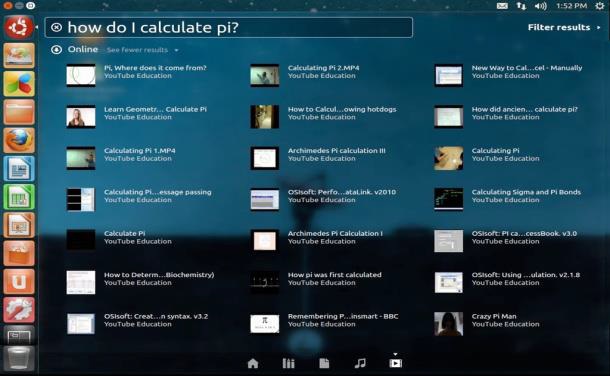 1:52 PM
how do I calculate pi?
Filter results
Online See fewer results
Pi, Where does it come from?
YouTube Education
Calculating Pi 2.MP4
YouTube Education
New Way to Cal...cel - Manually
YouTube Education
Learn Geometr... Calculate Pi
YouTube Education
How to Calcul...owing hotdogs
YouTube Education
How did ancien... calculate pi?
YouTube Education
Calculating Pi 1.MP4
YouTube Education
Archimedes Pi calculation III
YouTube Education
Calculating Pi
YouTube Education
Calculating Pi...essage passing
YouTube Education
OSIsoft: Perfo...ataLink. v2010
YouTube Education
Calculating Sigma and Pi Bonds
YouTube Education
Calculate Pi
YouTube Education
Archimedes Pi Calculation I
YouTube Education
OSIsoft: PI ca...cessBook. v3.0
YouTube Education
How to Determ...Biochemistry)
YouTube Education
How pi was first calculated
YouTube Education
OSIsoft: Using ...ulation. v2.1.8
YouTube Education
OSIsoft: Creat...n syntax. v3.2
YouTube Education
Remembering P...insmart - BBC
YouTube Education
Crazy Pi Man
YouTube Education